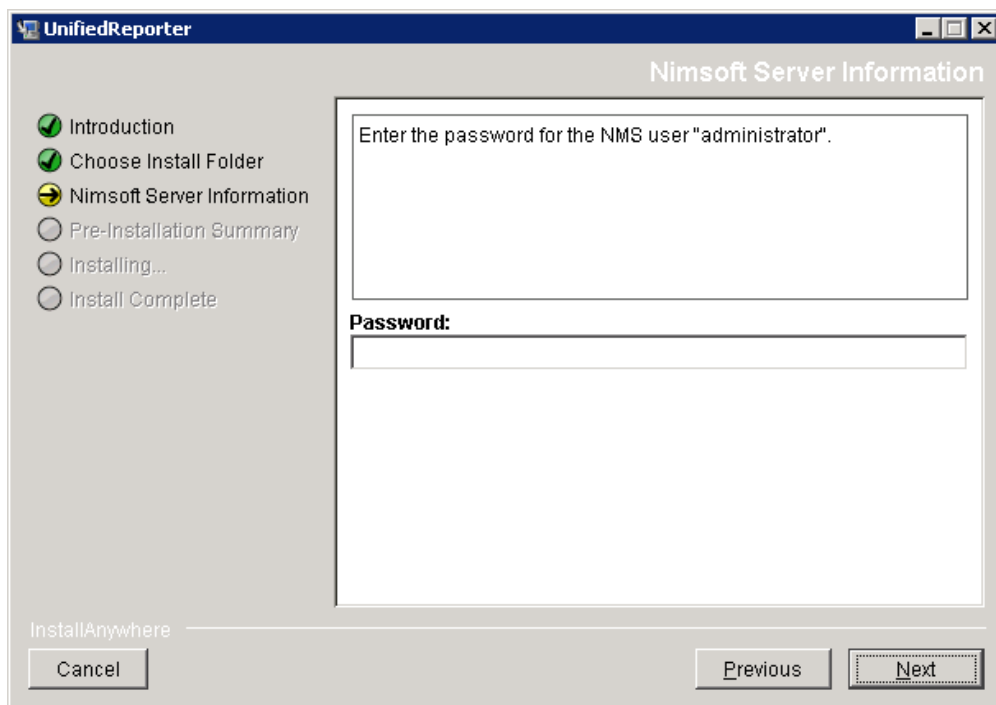 UnifiedReporter
Nimsoft Server Information
Introduction
Choose Install Folder
Nimsoft Server Information
Pre-Installation Summary
Installing...
Install Complete
Enter the password for the NMS user "administrator".
Password:
InstallAnywhere
Cancel
Previous
Next